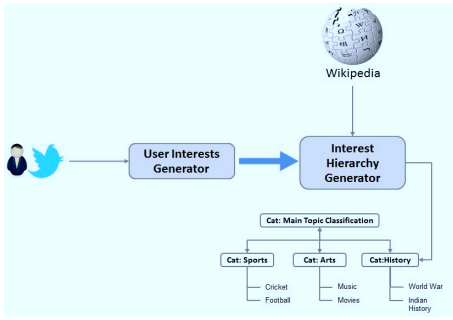 Wikipedia
User Interests
Generator
Interest
Hierarchy
Generator
Cat: Main Topic Classification
Cat: Sports
Cat: Arts
Cat:History
Cricket
Football
Music
Movies
World War
Indian
History